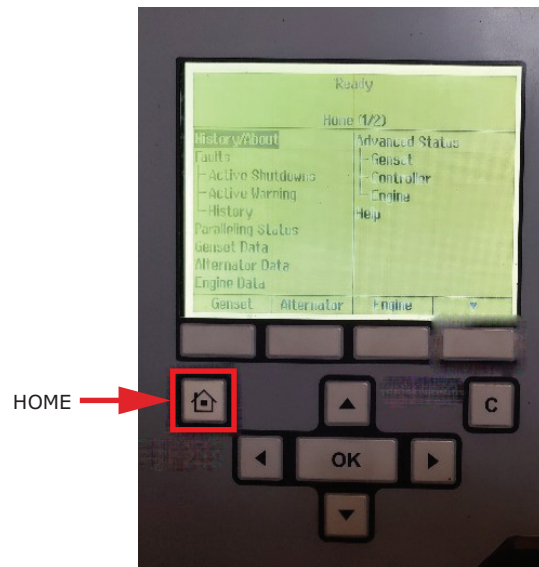 Ready
Home (1/2)
History/About
Faults
Active Shutdowns
Active Warning
History
Paralleling Status
Genset Data
Alternator Data
Engine Data
Advanced Status
Genset
Controller
Engine
Help
Genset Alternator Engine ▼
HOME
C
OK